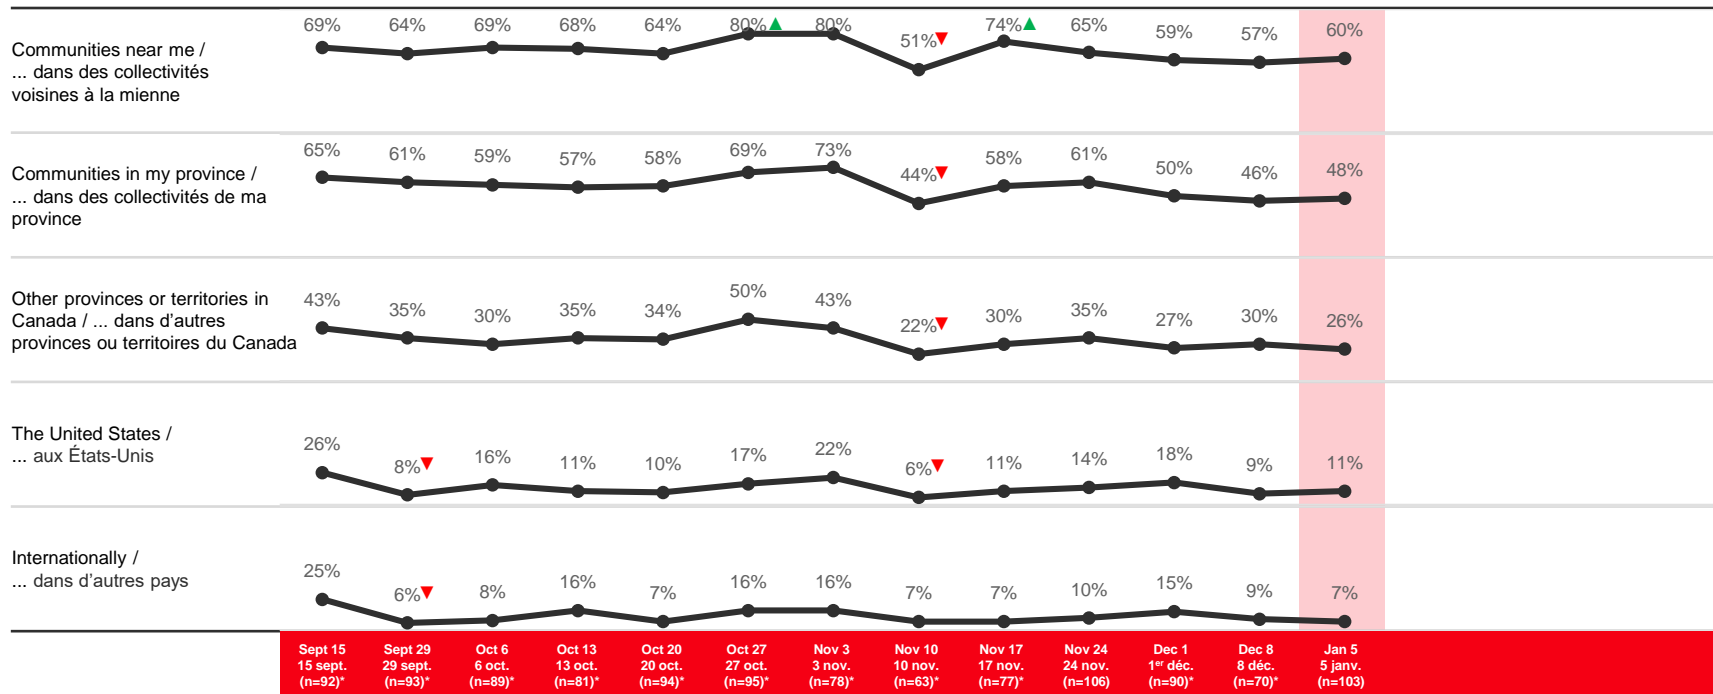 Communities near me /
... dans des collectivités
voisines à la mienne
69% 64% 69% 68% 64% 80%▲ 80% 51%▼ 74%▲ 65% 59% 57% 60%
Communities in my province /
... dans des collectivités de ma
province
65% 61% 59% 57% 58% 69% 73% 44%▼ 58% 61% 50% 46% 48%
Other provinces or territories in
Canada / ... dans d'autres
provinces ou territoires du Canada
43% 35% 30% 35% 34% 50% 43% 22%▼ 30% 35% 27% 30% 26%
The United States /
... aux États-Unis
26% 8%▼ 16% 11% 10% 17% 22% 6%▼ 11% 14% 18% 9% 11%
Internationally /
... dans d'autres pays
25% 6%▼ 8% 16% 7% 16% 16% 7% 7% 10% 15% 9% 7%
Sept 15 Sept 29 Oct 6 Oct 13 Oct 20 Oct 27 Nov 3 Nov 10 Nov 17 Nov 24 Dec 1 Dec 8 Jan 5
15 sept. 29 sept. 6 oct. 13 oct. 20 oct. 27 oct. 3 nov. 10 nov. 17 nov. 24 nov. 1er déc. 8 déc. 5 janv.
(n=92)* (n=93)* (n=89)* (n=81)* (n=94)* (n=95)* (n=78)* (n=63)* (n=77)* (n=106) (n=90)* (n=70)* (n=103)